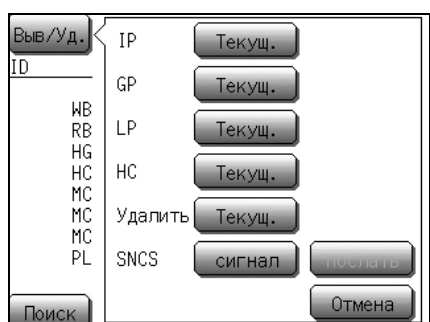 Выв/Уд.
ID
WB
RB
HG
HC
MC
MC
MC
PL
Поиск
IP Текущ.
GP Текущ.
LP Текущ.
HC Текущ.
Удалить Текущ.
SNCS сигнал послать
Отмена